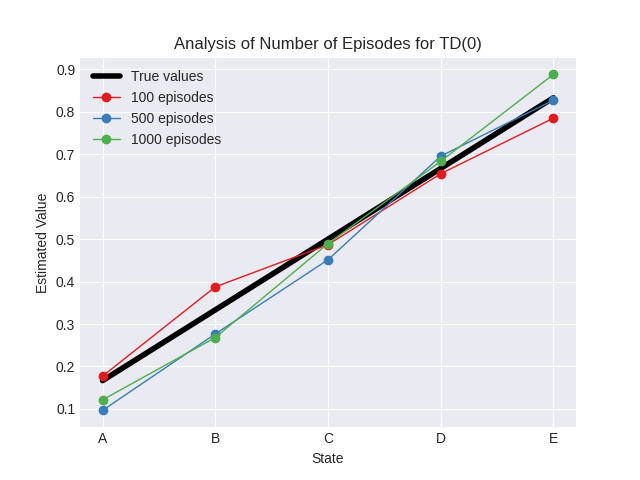 Analysis of Number of Episodes for TD(0)
True values
100 episodes
500 episodes
1000 episodes
0.9
0.8
0.7
0.6
0.5
0.4
0.3
0.2
0.1
Estimated Value
A B C D E
State